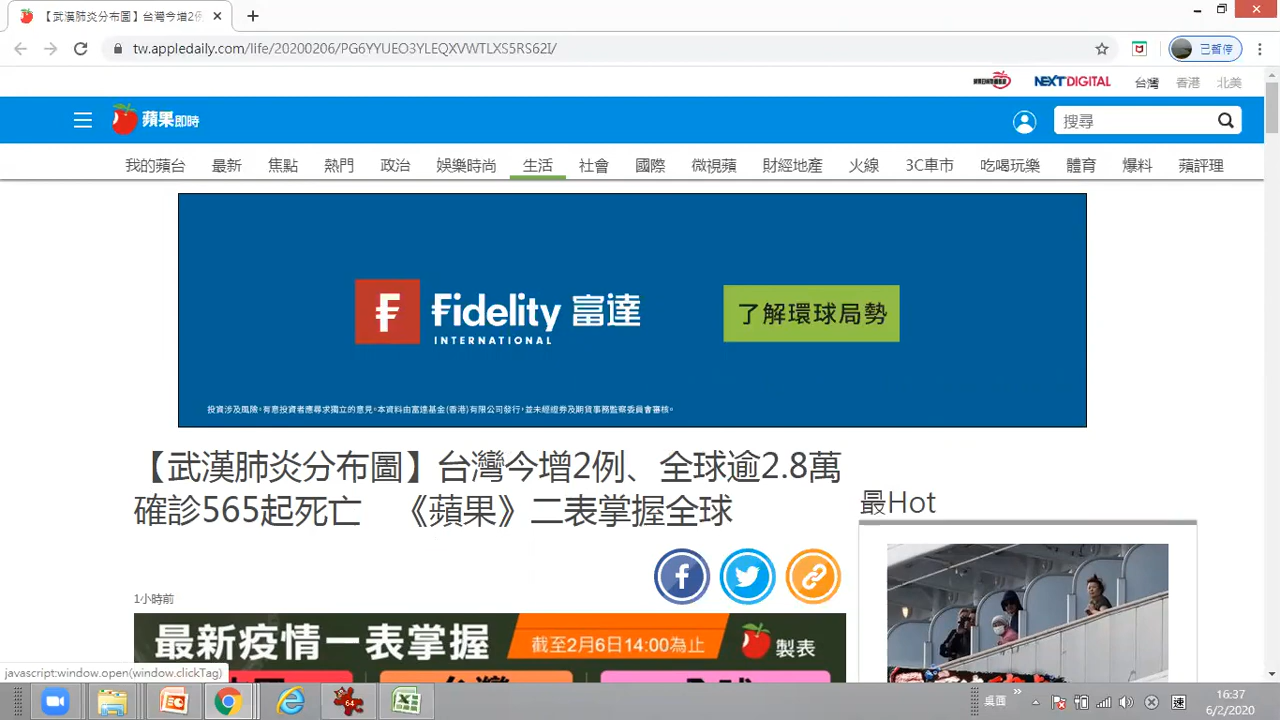 【武漢肺炎分布圖】台灣今增2例
tw.appledaily.com/life/20200206/PG6YYUEO3YLEQXVWTLXS5RS62I/
已暫停
NEXTDIGITAL 台灣 香港 北美
蘋果即時
搜尋
我的蘋台 最新 焦點 熱門 政治 娛樂時尚 生活 社會 國際 微視蘋 財經地產 火線 3C車市 吃喝玩樂 體育 爆料 蘋評理
Fidelity 富達
INTERNATIONAL
了解環球局勢
投資涉及風險。有意投資者應尋求獨立的意見。本資料由富達基金(香港)有限公司發行，並未經證券及期貨事務監察委員會審核。
【武漢肺炎分布圖】台灣今增2例、全球逾2.8萬
確診565起死亡 《蘋果》二表掌握全球
最Hot
1小時前
最新疫情一表掌握 截至2月6日14:00為止 製表
javascript:window.open(window.clickTag)
64
桌面
16:37
6/2/2020